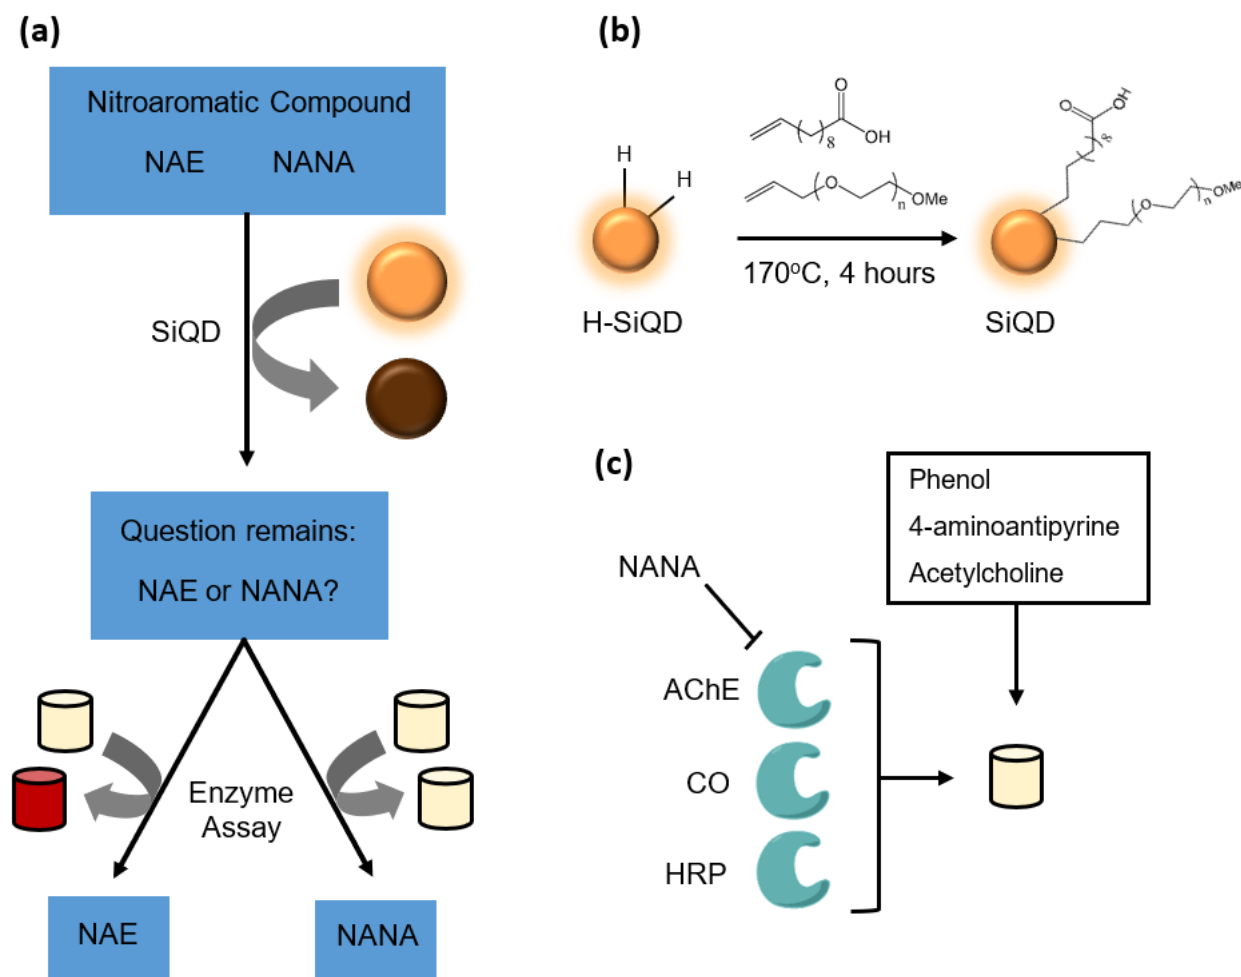 (a)
Nitroaromatic Compound
NAE NANA
SiQD
Question remains:
NAE or NANA?
Enzyme
Assay
NAE
NANA
(b)
H
H
O
OH
8
O
OMe
n
170°C, 4 hours
H-SiQD
O
OH
8
O
OMe
n
SiQD
(c)
NANA
AChE
CO
HRP
Phenol
4-aminoantipyrine
Acetylcholine